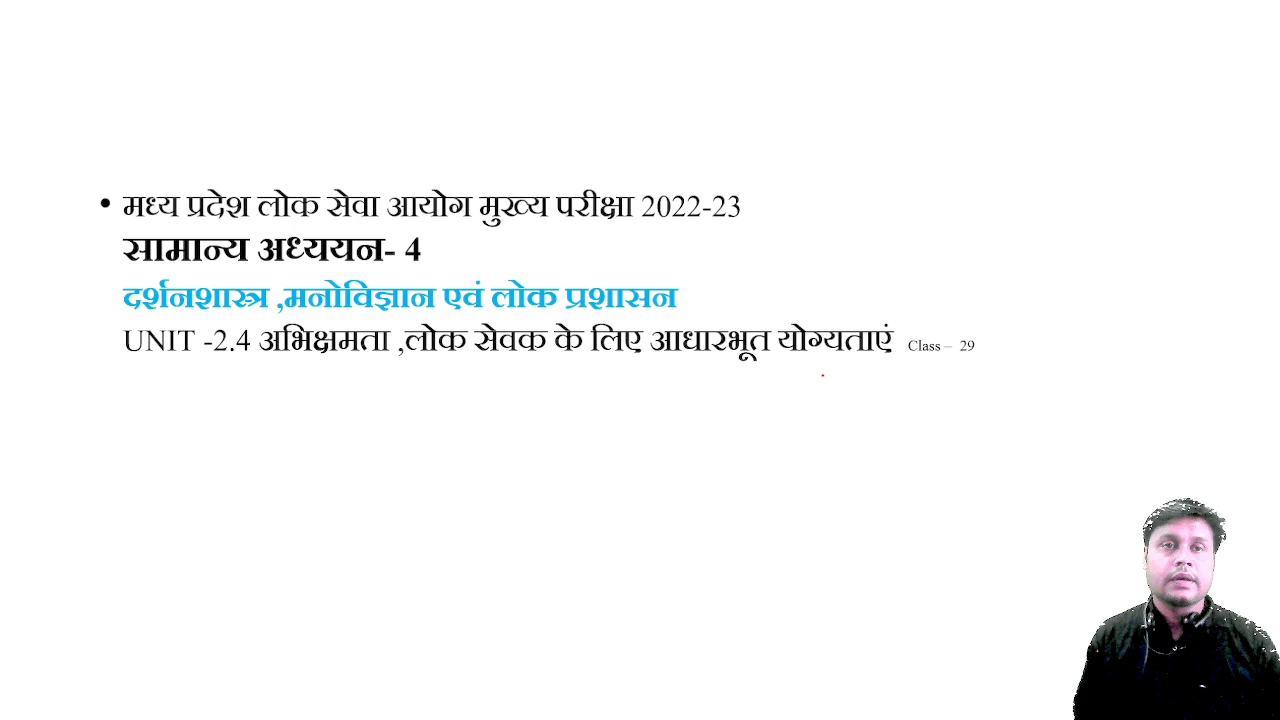 • मध्य प्रदेश लोक सेवा आयोग मुख्य परीक्षा 2022-23
सामान्य अध्ययन- 4
दर्शनशास्त्र ,मनोविज्ञान एवं लोक प्रशासन
UNIT -2.4 अभिक्षमता ,लोक सेवक के लिए आधारभूत योग्यताएं Class – 29